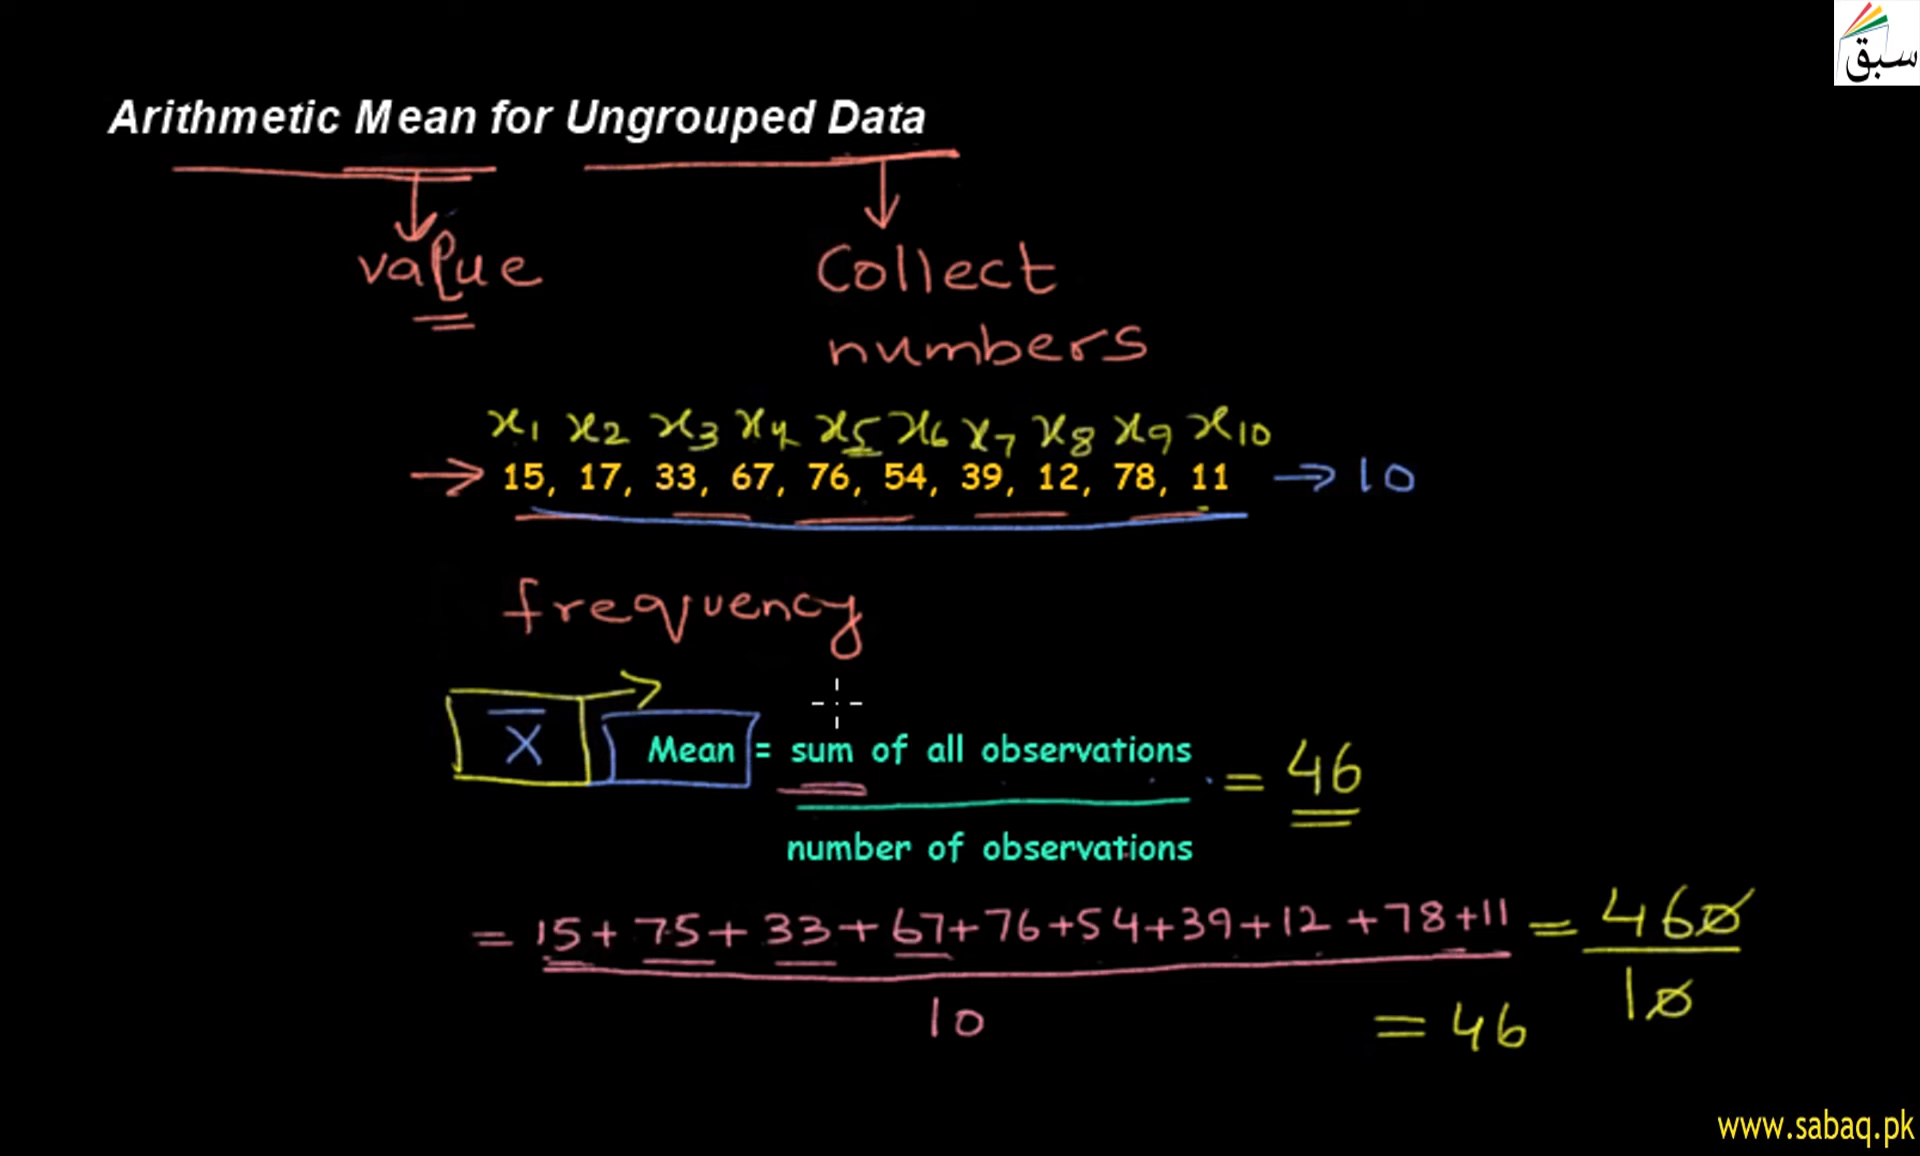 سبق
Arithmetic Mean for Ungrouped Data
value
Collect
numbers
x1 x2 x3 x4 x5 x6 x7 x8 x9 x10
→ 15, 17, 33, 67, 76, 54, 39, 12, 78, 11 → 10
frequency
X̅ Mean = sum of all observations = 46
number of observations
= 15+75+33+67+76+54+39+12+78+11 = 460
10 10
= 46
www.sabaq.pk